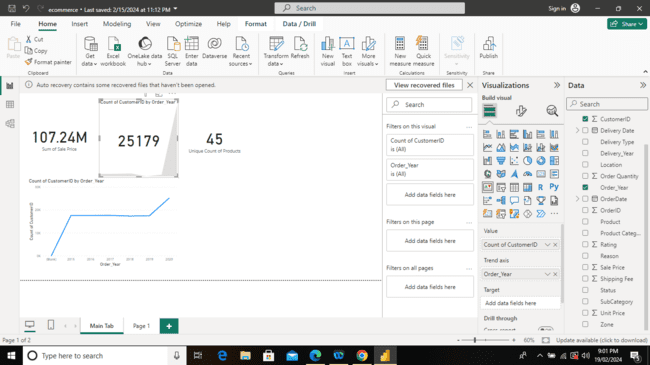 ecommerce • Last saved: 2/15/2024 at 11:12 PM
Search
Sign in
File
Home
Insert
Modeling
View
Optimize
Help
Format
Data / Drill
Share
Paste
Cut
Copy
Format painter
Get data
Excel workbook
OneLake data hub
SQL Server
Enter data
Dataverse
Recent sources
Transform data
Refresh
New visual
Text box
More visuals
New measure
Quick measure
Sensitivity
Publish
Clipboard
Data
Queries
Insert
Calculations
Sensitivity
Share
Auto recovery contains some recovered files that haven't been opened.
View recovered files
Count of CustomerID by Order_Year
107.24M
Sum of Sale Price
25179
45
Unique Count of Products
Count of CustomerID by Order_Year
Count of CustomerID
Order_Year
Search
Filters on this visual
Count of CustomerID
is (All)
Order_Year
is (All)
Add data fields here
Filters on this page
Add data fields here
Filters on all pages
Add data fields here
Visualizations
Build visual
Value
Count of CustomerID
Trend axis
Order_Year
Target
Add data fields here
Drill through
Data
Search
CustomerID
Delivery Date
Delivery Type
Delivery_Year
Location
Order Quantity
Order_Year
OrderDate
OrderID
Product
Product Categ...
Rating
Reason
Sale Price
Shipping Fee
Status
SubCategory
Unit Price
Zone
Main Tab
Page 1
Page 1 of 2
60%
Update available (click to download)
Type here to search
9:01 PM
19/02/2024